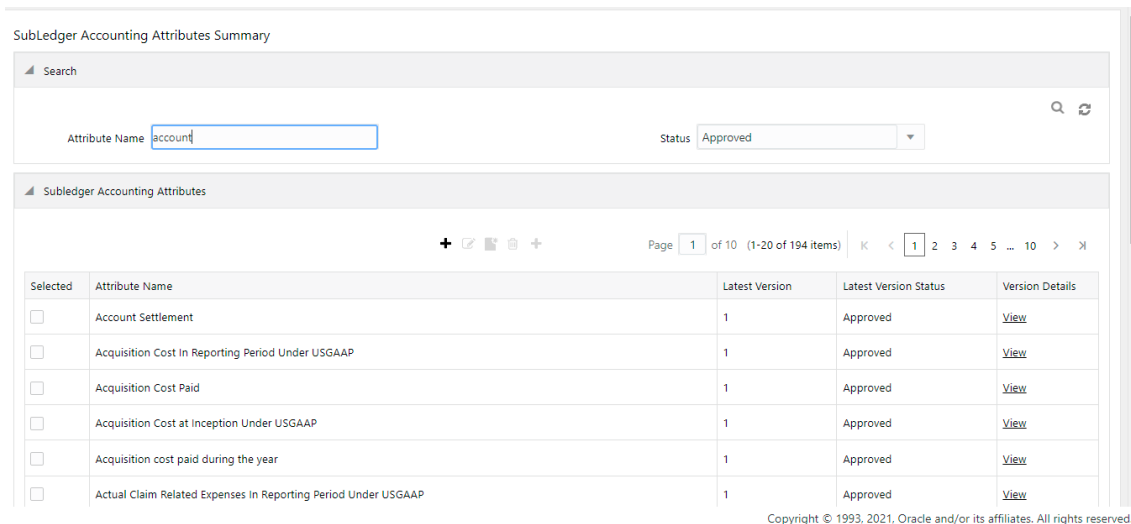 SubLedger Accounting Attributes Summary
Search
Attribute Name account Status Approved
Subledger Accounting Attributes
Page 1 of 10 (1-20 of 194 items) 1 2 3 4 5 ... 10
Selected Attribute Name Latest Version Latest Version Status Version Details
Account Settlement 1 Approved View
Acquisition Cost In Reporting Period Under USGAAP 1 Approved View
Acquisition Cost Paid 1 Approved View
Acquisition Cost at Inception Under USGAAP 1 Approved View
Acquisition cost paid during the year 1 Approved View
Actual Claim Related Expenses In Reporting Period Under USGAAP 1 Approved View
Copyright © 1993, 2021, Oracle and/or its affiliates. All rights reserved